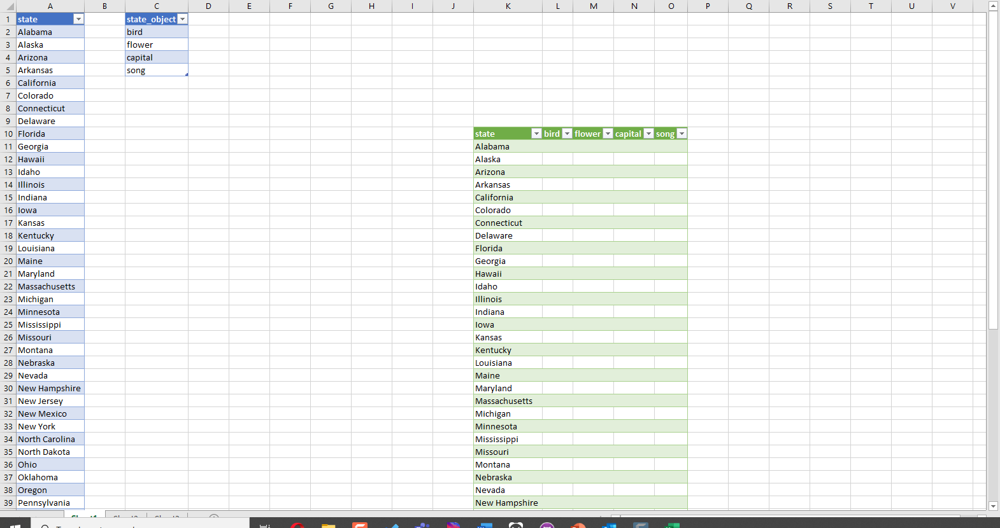 A B C D E F G H I J K L M N O P Q R S T U V
1 state state_object
2 Alabama bird
3 Alaska flower
4 Arizona capital
5 Arkansas song
6 California
7 Colorado
8 Connecticut
9 Delaware
10 Florida state bird flower capital song
11 Georgia Alabama
12 Hawaii Alaska
13 Idaho Arizona
14 Illinois Arkansas
15 Indiana California
16 Iowa Colorado
17 Kansas Connecticut
18 Kentucky Delaware
19 Louisiana Florida
20 Maine Georgia
21 Maryland Hawaii
22 Massachusetts Idaho
23 Michigan Illinois
24 Minnesota Indiana
25 Mississippi Iowa
26 Missouri Kansas
27 Montana Kentucky
28 Nebraska Louisiana
29 Nevada Maine
30 New Hampshire Maryland
31 New Jersey Massachusetts
32 New Mexico Michigan
33 New York Minnesota
34 North Carolina Mississippi
35 North Dakota Missouri
36 Ohio Montana
37 Oklahoma Nebraska
38 Oregon Nevada
39 Pennsylvania New Hampshire